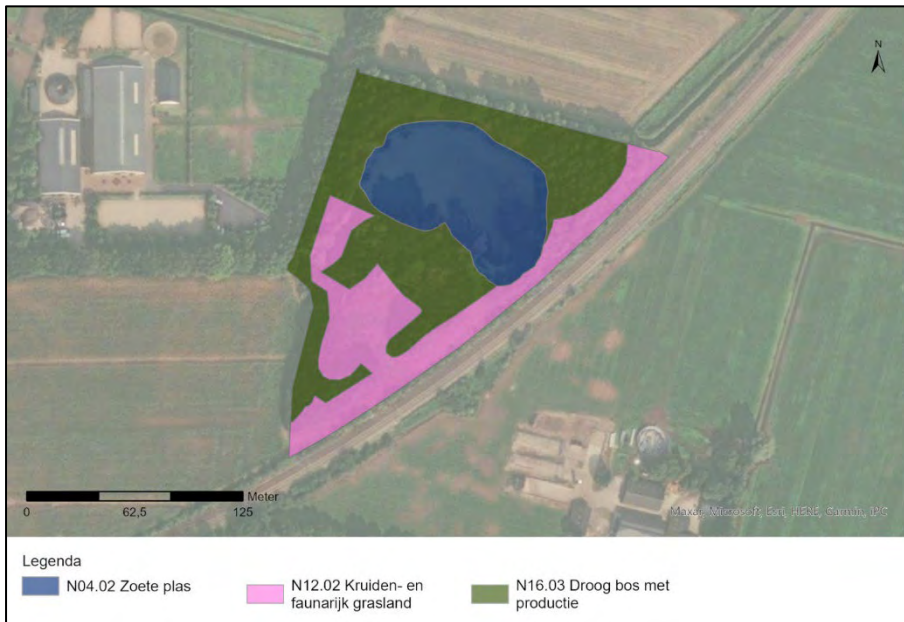 N
Meter
0 62,5 125
Maxar, Microsoft, Esri, HERE, Garmin, iPC
Legenda
N04.02 Zoete plas
N12.02 Kruiden- en
faunarijk grasland
N16.03 Droog bos met
productie